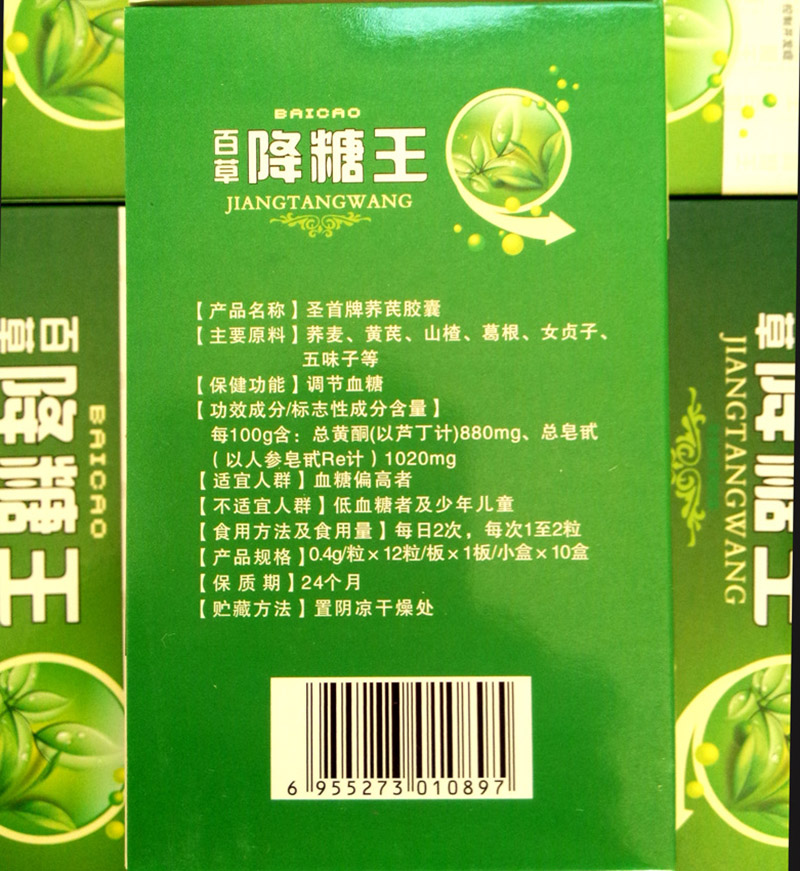 BAICAO
百草 降糖王
JIANGTANGWANG
【产品名称】圣首牌荞芪胶囊
【主要原料】荞麦、黄芪、山楂、葛根、女贞子、
五味子等
【保健功能】调节血糖
【功效成分/标志性成分含量】
每100g含：总黄酮(以芦丁计)880mg、总皂甙
（以人参皂甙Re计）1020mg
【适宜人群】血糖偏高者
【不适宜人群】低血糖者及少年儿童
【食用方法及食用量】每日2次，每次1至2粒
【产品规格】0.4g/粒×12粒/板×1板/小盒×10盒
【保 质 期】24个月
【贮藏方法】置阴凉干燥处
6 955273 010897
百草 降糖王
BAICAO
草 降糖王
JIANGTANGWANG